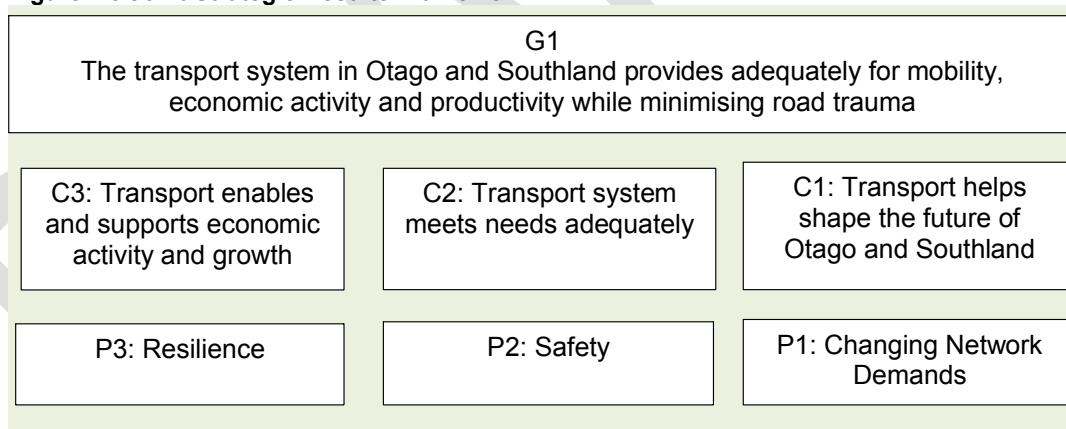 G1
The transport system in Otago and Southland provides adequately for mobility,
economic activity and productivity while minimising road trauma
C3: Transport enables
and supports economic
activity and growth
C2: Transport system
meets needs adequately
C1: Transport helps
shape the future of
Otago and Southland
P3: Resilience
P2: Safety
P1: Changing Network
Demands